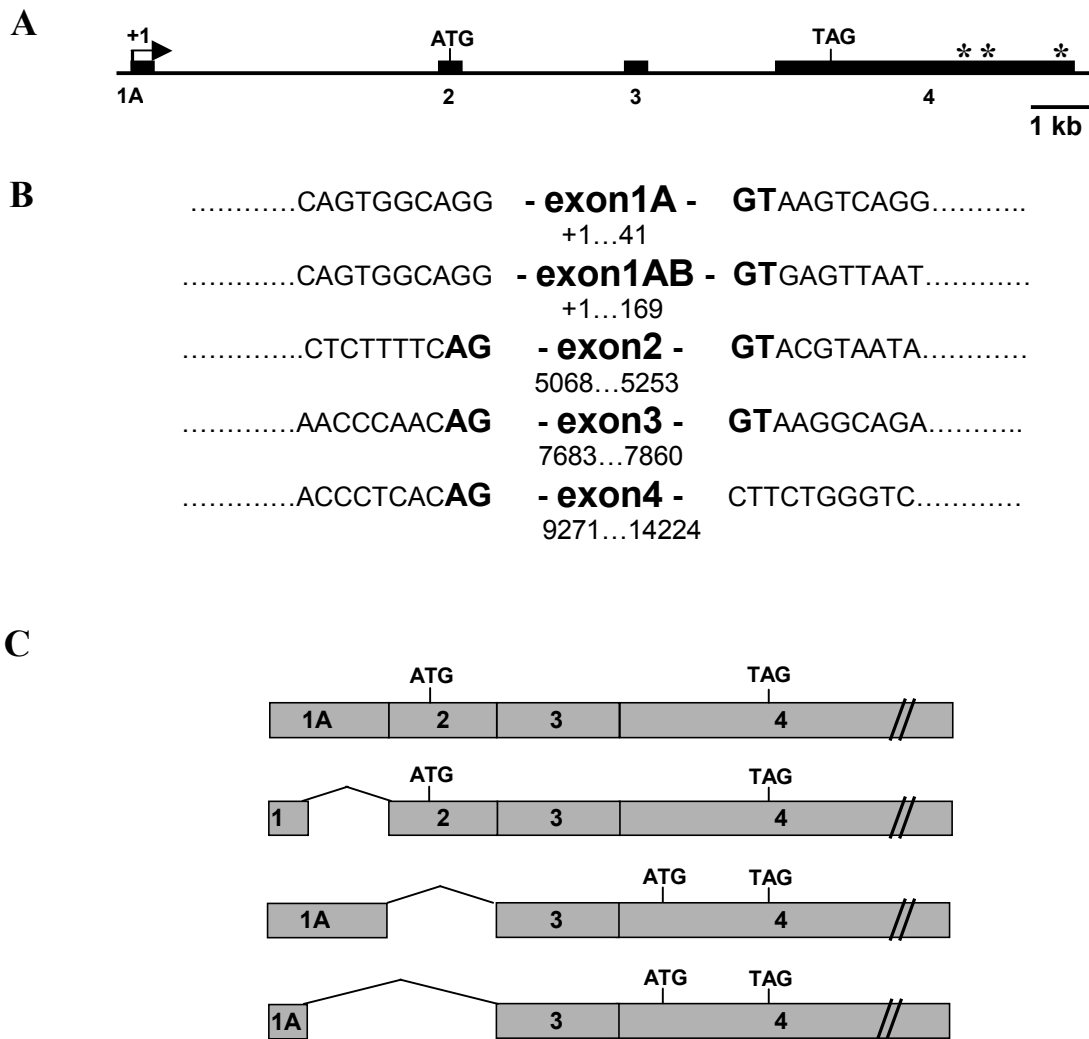 A
+1 ATG TAG * * *
1A 2 3 4
1 kb
B
............CAGTGGCAGG - exon1A - GTAAGTCAGG...........
+1...41
............CAGTGGCAGG - exon1AB - GTGAGTTAAT............
+1...169
.............CTCTTTTCAG - exon2 - GTACGTAATA............
5068...5253
.............AACCCAACAG - exon3 - GTAAGGCAGA...........
7683...7860
.............ACCCTCACAG - exon4 - CTTCTGGGTC............
9271...14224
C
ATG TAG
1A 2 3 4
ATG TAG
1 2 3 4
ATG TAG
1A 3 4
ATG TAG
1A 3 4